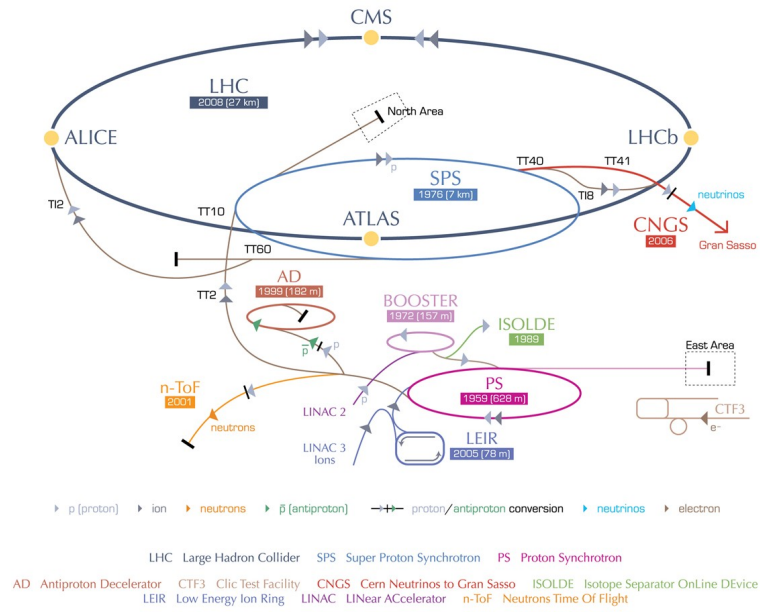 CMS
LHC
2008 (27 km)
North Area
ALICE
LHCb
TT40
TT41
p
SPS
1976 (7 km)
TI8
neutrinos
TI2
TT10
ATLAS
CNGS
2006
Gran Sasso
TT60
AD
1999 (182 m)
TT2
BOOSTER
1972 (157 m)
ISOLDE
1989
p̅
p
East Area
n-ToF
2001
PS
1959 (628 m)
p
LINAC 2
CTF3
neutrons
e-
LINAC 3
Ions
LEIR
2005 (78 m)
p (proton) ion neutrons p̅ (antiproton) proton/antiproton conversion neutrinos electron
LHC Large Hadron Collider SPS Super Proton Synchrotron PS Proton Synchrotron
AD Antiproton Decelerator CTF3 Clic Test Facility CNGS Cern Neutrinos to Gran Sasso ISOLDE Isotope Separator OnLine DEvice
LEIR Low Energy Ion Ring LINAC LINear ACcelerator n-ToF Neutrons Time Of Flight